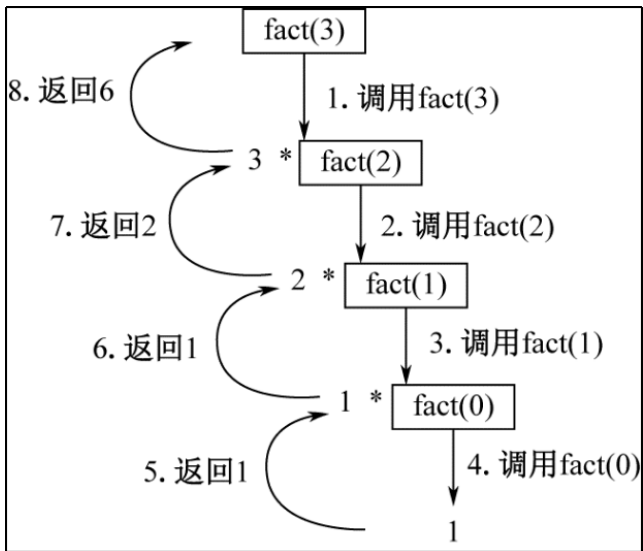 fact(3)
8. 返回6
1. 调用fact(3)
3 * fact(2)
7. 返回2
2. 调用fact(2)
2 * fact(1)
6. 返回1
3. 调用fact(1)
1 * fact(0)
5. 返回1
4. 调用fact(0)
1